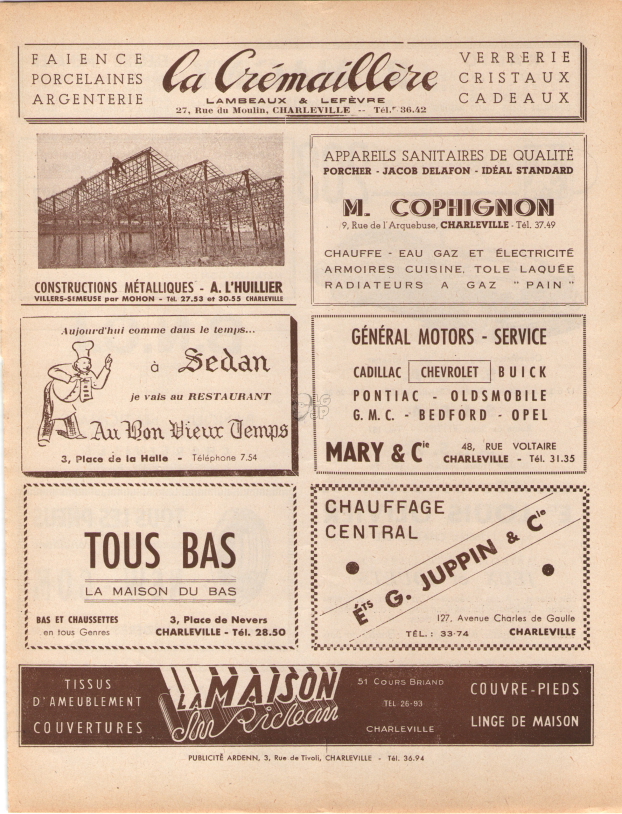 FAIENCE
PORCELAINES
ARGENTERIE
la Crémaillère
LAMBEAUX & LEFÈVRE
27, Rue du Moulin, CHARLEVILLE -- Tél. 36.42
VERRERIE
CRISTAUX
CADEAUX
CONSTRUCTIONS MÉTALLIQUES - A. L'HUILLIER
VILLERS-SEMEUSE par MOHON - Tél. 27.53 et 30.55 CHARLEVILLE
APPAREILS SANITAIRES DE QUALITÉ
PORCHER - JACOB DELAFON - IDÉAL STANDARD
M. COPHIGNON
9, Rue de l'Arquebuse, CHARLEVILLE - Tél. 37.49
CHAUFFE - EAU GAZ ET ÉLECTRICITÉ
ARMOIRES CUISINE, TOLE LAQUÉE
RADIATEURS A GAZ " PAIN "
Aujourd'hui comme dans le temps...
à Sedan
je vais au RESTAURANT
Au Bon Vieux Temps
3, Place de la Halle - Téléphone 7.54
GÉNÉRAL MOTORS - SERVICE
CADILLAC CHEVROLET BUICK
PONTIAC - OLDSMOBILE
G.M.C. - BEDFORD - OPEL
MARY & Cie
48, RUE VOLTAIRE
CHARLEVILLE - Tél. 31.35
TOUS BAS
LA MAISON DU BAS
BAS ET CHAUSSETTES
en tous Genres
3, Place de Nevers
CHARLEVILLE - Tél. 28.50
CHAUFFAGE
CENTRAL
Éts G. JUPPIN & Cie
127, Avenue Charles de Gaulle
TÉL. : 33-74 CHARLEVILLE
TISSUS
D'AMEUBLEMENT
COUVERTURES
LA MAISON
du Rideau
51 COURS BRIAND
TEL 26-93
CHARLEVILLE
COUVRE-PIEDS
LINGE DE MAISON
PUBLICITÉ ARDENN, 3, Rue de Tivoli, CHARLEVILLE - Tél. 36.94